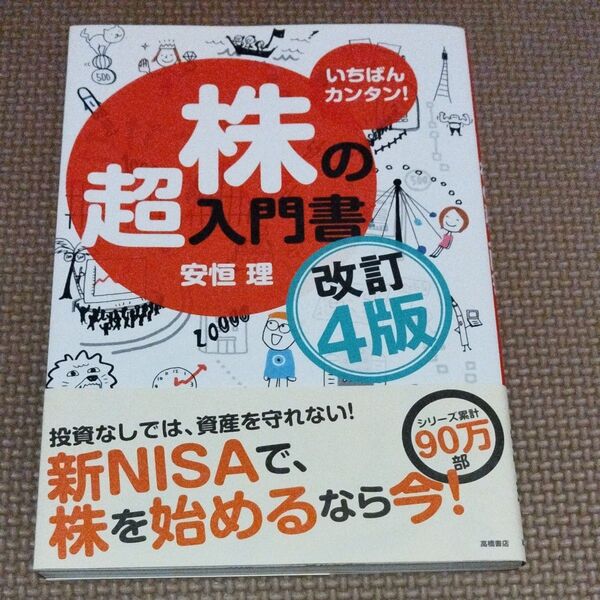 いちばん
カンタン!
株の
超入門書
安恒 理
改訂
4版
500
500
20000
投資なしでは、資産を守れない!
新NISAで、
株を始めるなら今!
シリーズ累計
90万
部
高橋書店